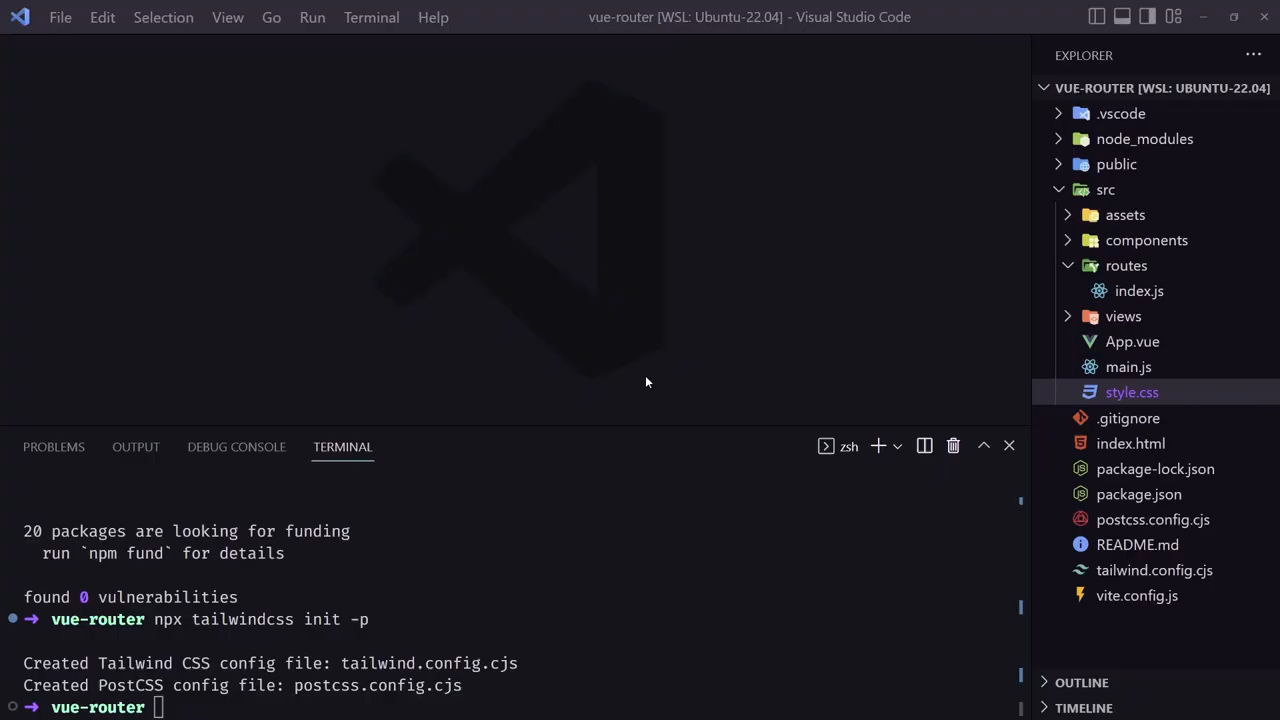 File Edit Selection View Go Run Terminal Help
vue-router [WSL: Ubuntu-22.04] - Visual Studio Code
EXPLORER
VUE-ROUTER [WSL: UBUNTU-22.04]
.vscode
node_modules
public
src
assets
components
routes
index.js
views
App.vue
main.js
style.css
.gitignore
index.html
package-lock.json
package.json
postcss.config.cjs
README.md
tailwind.config.cjs
vite.config.js
OUTLINE
TIMELINE
PROBLEMS OUTPUT DEBUG CONSOLE TERMINAL
zsh
20 packages are looking for funding
run `npm fund` for details
found 0 vulnerabilities
➜ vue-router npx tailwindcss init -p
Created Tailwind CSS config file: tailwind.config.cjs
Created PostCSS config file: postcss.config.cjs
➜ vue-router